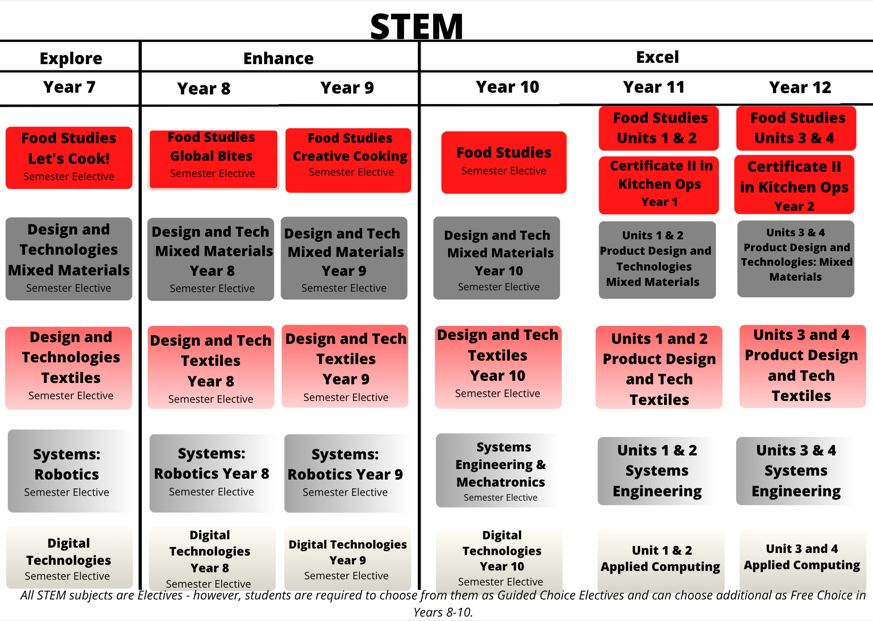 STEM
Explore
Enhance
Excel
Year 7
Year 8
Year 9
Year 10
Year 11
Year 12
Food Studies
Let's Cook!
Semester Eelective
Food Studies
Global Bites
Semester Elective
Food Studies
Creative Cooking
Semester Elective
Food Studies
Semester Elective
Food Studies
Units 1 & 2
Food Studies
Units 3 & 4
Certificate II in
Kitchen Ops
Year 1
Certificate II
in Kitchen Ops
Year 2
Design and
Technologies
Mixed Materials
Semester Elective
Design and Tech
Mixed Materials
Year 8
Semester Elective
Design and Tech
Mixed Materials
Year 9
Semester Elective
Design and Tech
Mixed Materials
Year 10
Semester Elective
Units 1 & 2
Product Design and
Technologies
Mixed Materials
Units 3 & 4
Product Design and
Technologies: Mixed
Materials
Design and
Technologies
Textiles
Semester Elective
Design and Tech
Textiles
Year 8
Semester Elective
Design and Tech
Textiles
Year 9
Semester Elective
Design and Tech
Textiles
Year 10
Semester Elective
Units 1 and 2
Product Design
and Tech
Textiles
Units 3 and 4
Product Design
and Tech
Textiles
Systems:
Robotics
Semester Elective
Systems:
Robotics Year 8
Semester Elective
Systems:
Robotics Year 9
Semester Elective
Systems
Engineering &
Mechatronics
Semester Elective
Units 1 & 2
Systems
Engineering
Units 3 & 4
Systems
Engineering
Digital
Technologies
Semester Elective
Digital
Technologies
Year 8
Semester Elective
Digital Technologies
Year 9
Semester Elective
Digital
Technologies
Year 10
Semester Elective
Unit 1 & 2
Applied Computing
Unit 3 and 4
Applied Computing
All STEM subjects are Electives - however, students are required to choose from them as Guided Choice Electives and can choose additional as Free Choice in
Years 8-10.